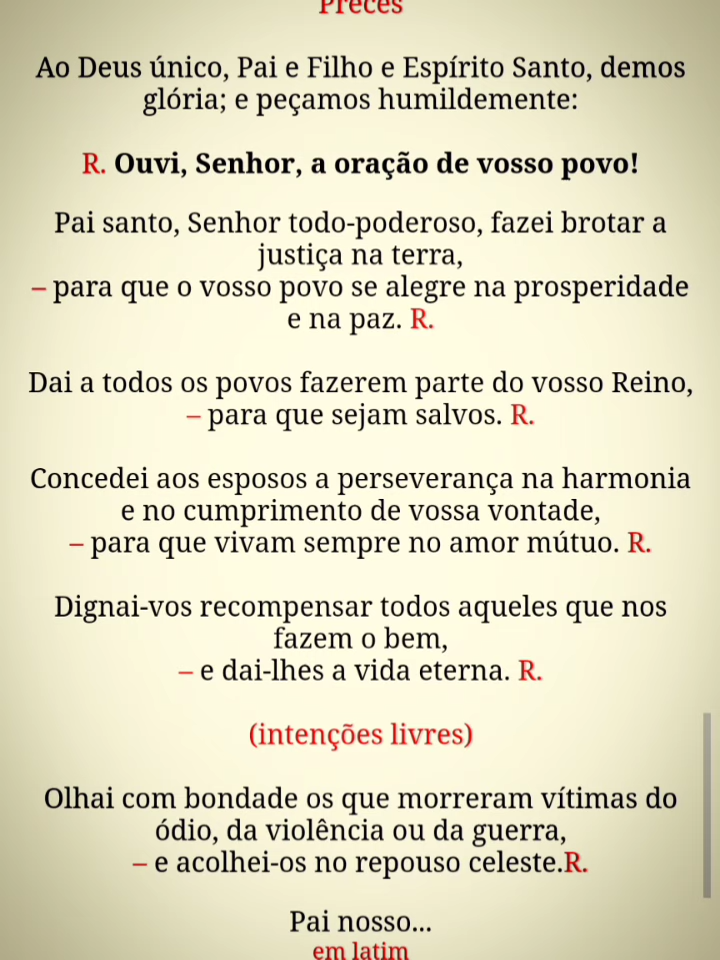 Preces
Ao Deus único, Pai e Filho e Espírito Santo, demos
glória; e peçamos humildemente:
R. Ouvi, Senhor, a oração de vosso povo!
Pai santo, Senhor todo-poderoso, fazei brotar a
justiça na terra,
– para que o vosso povo se alegre na prosperidade
e na paz. R.
Dai a todos os povos fazerem parte do vosso Reino,
– para que sejam salvos. R.
Concedei aos esposos a perseverança na harmonia
e no cumprimento de vossa vontade,
– para que vivam sempre no amor mútuo. R.
Dignai-vos recompensar todos aqueles que nos
fazem o bem,
– e dai-lhes a vida eterna. R.
(intenções livres)
Olhai com bondade os que morreram vítimas do
ódio, da violência ou da guerra,
– e acolhei-os no repouso celeste.R.
Pai nosso...
em latim